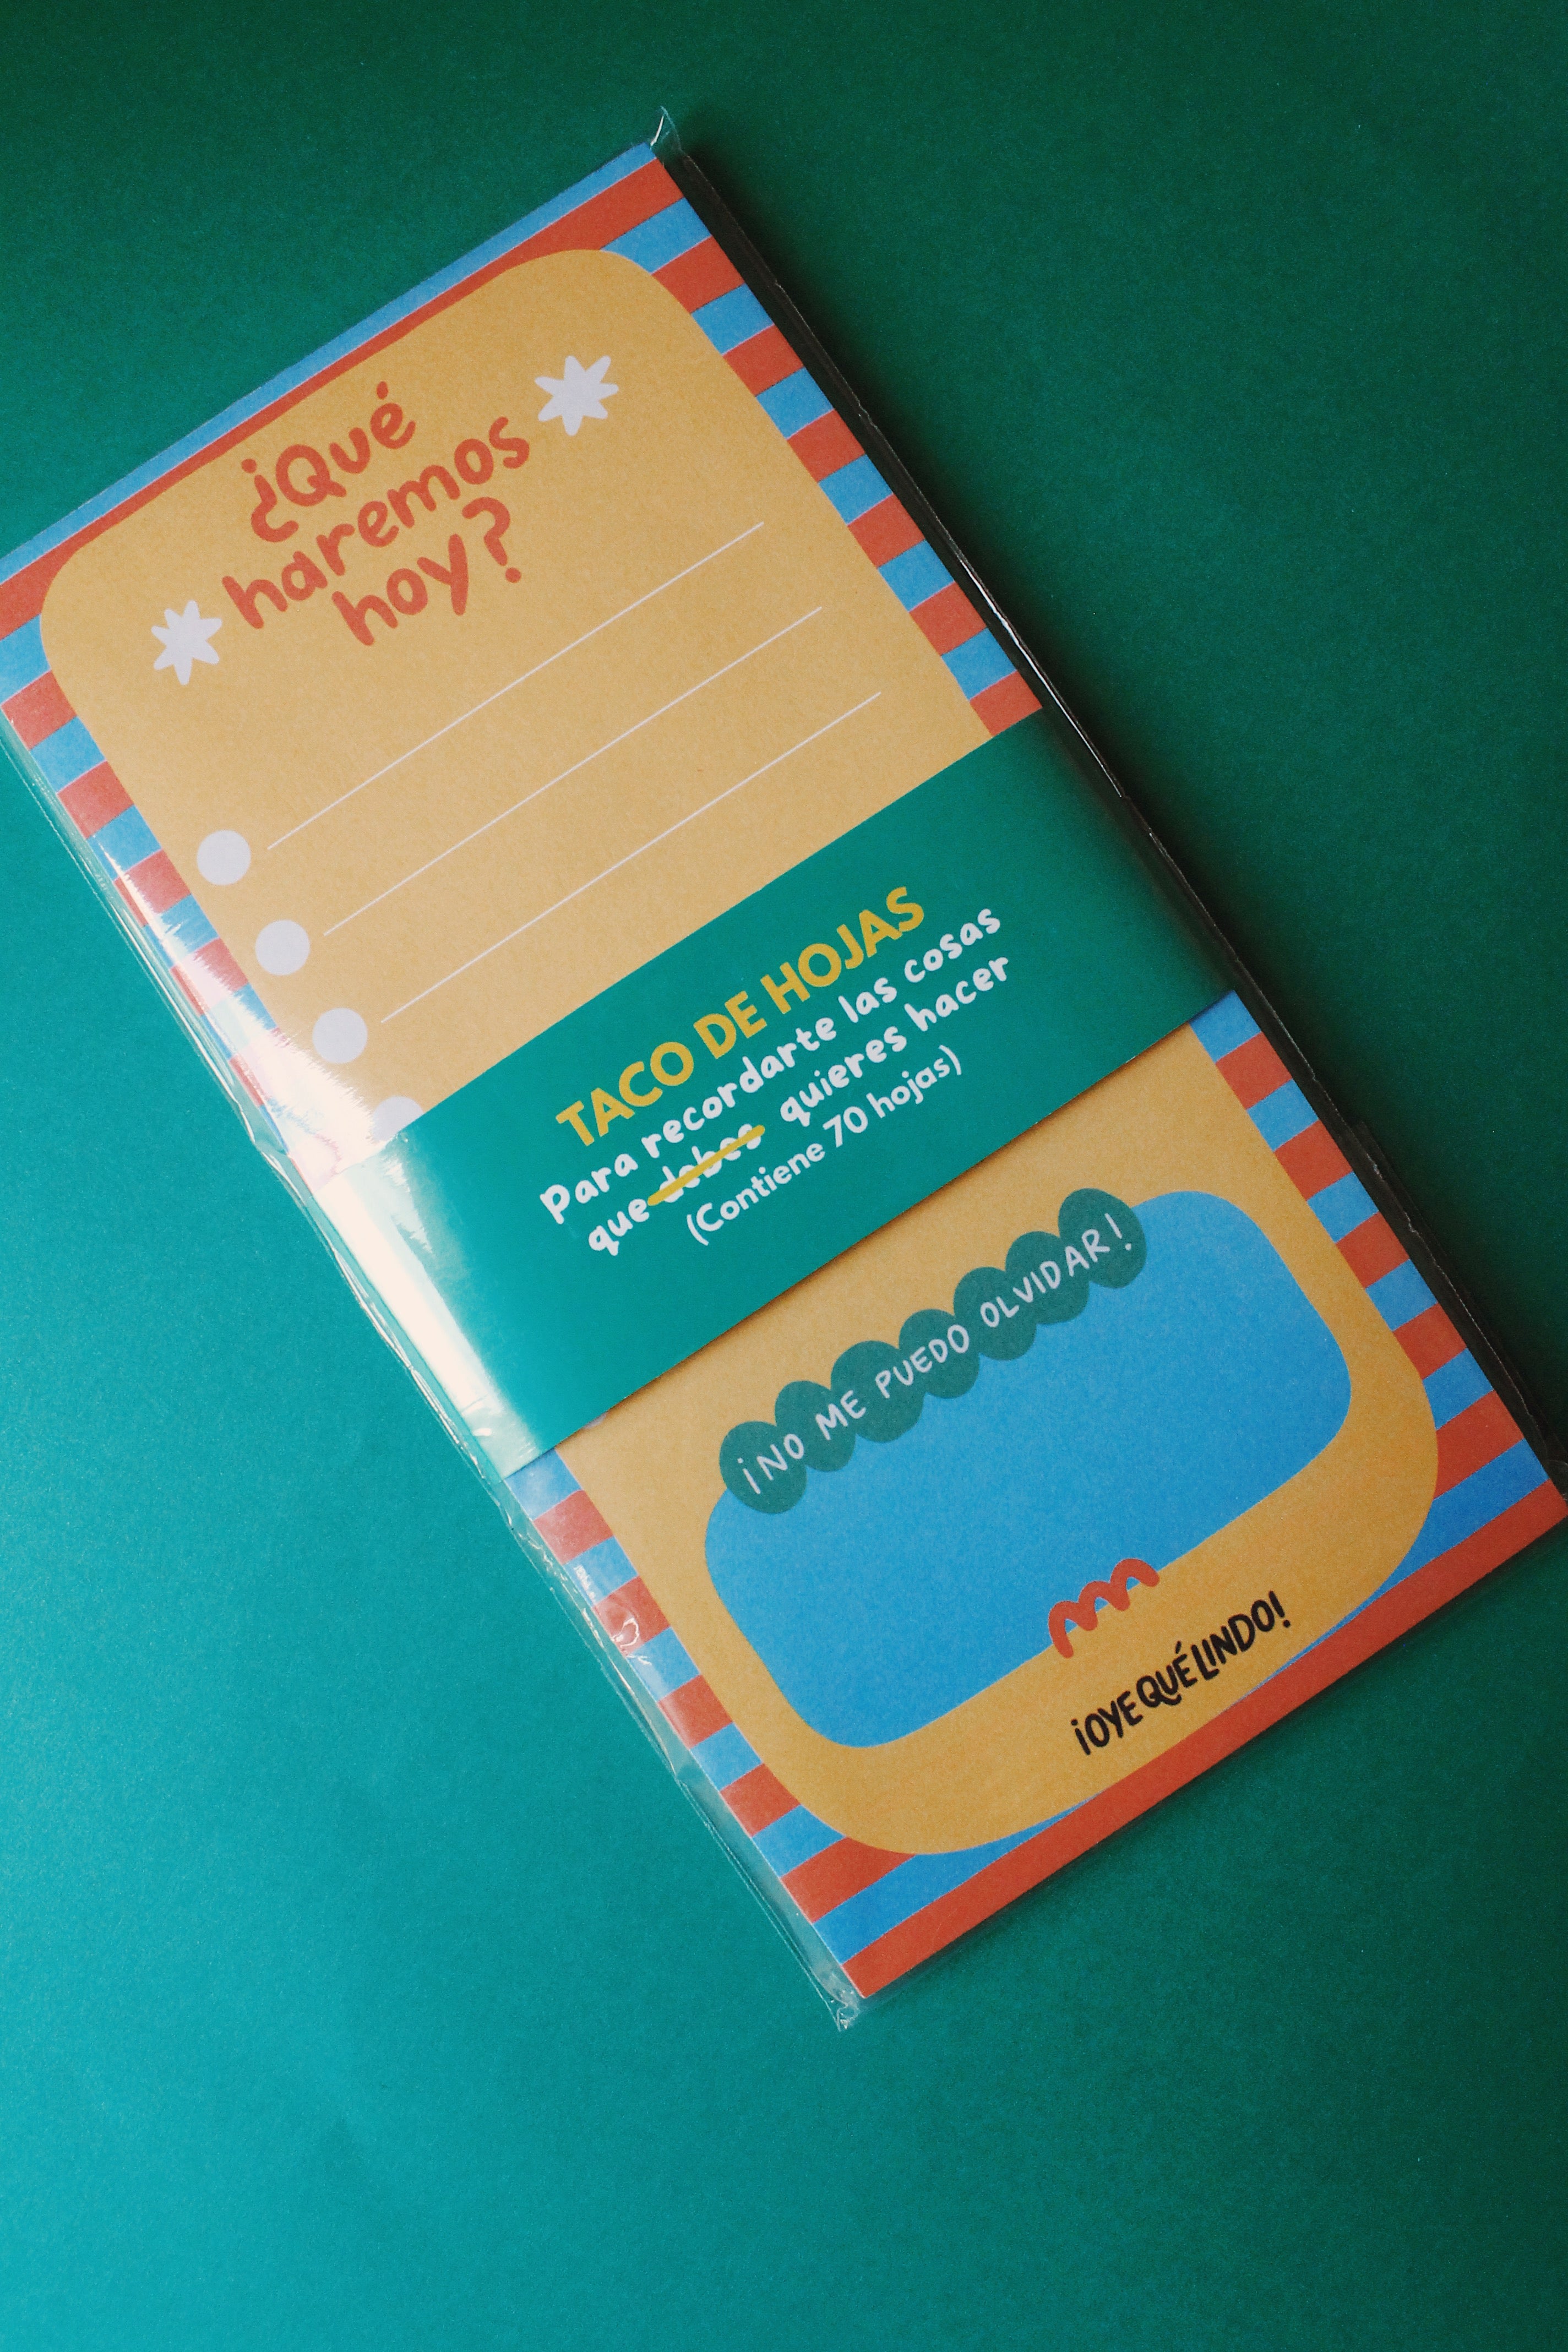 ¿Qué
haremos
hoy?
TACO DE HOJAS
Para recordarte las cosas
que debes quieres hacer
(Contiene 70 hojas)
¡NO ME PUEDO OLVIDAR!
¡OYE QUÉ LINDO!